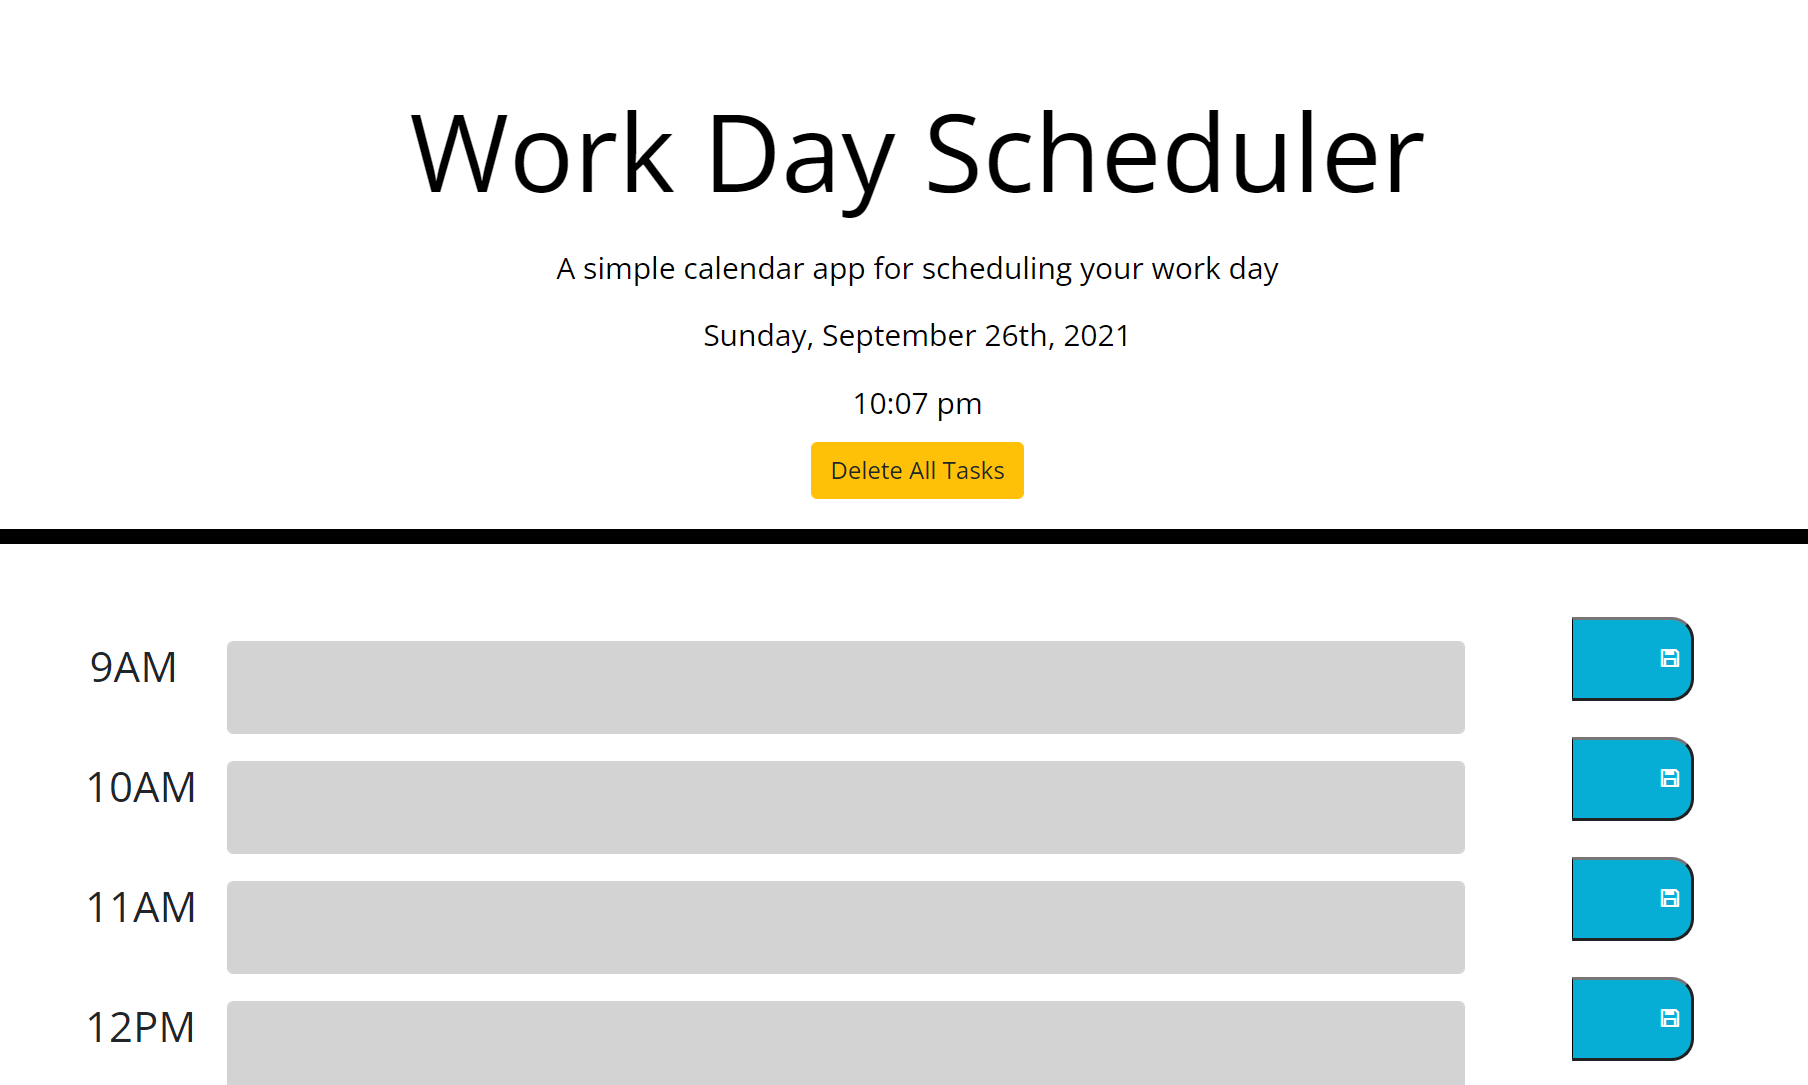 Work Day Scheduler
A simple calendar app for scheduling your work day
Sunday, September 26th, 2021
10:07 pm
Delete All Tasks
9AM
10AM
11AM
12PM